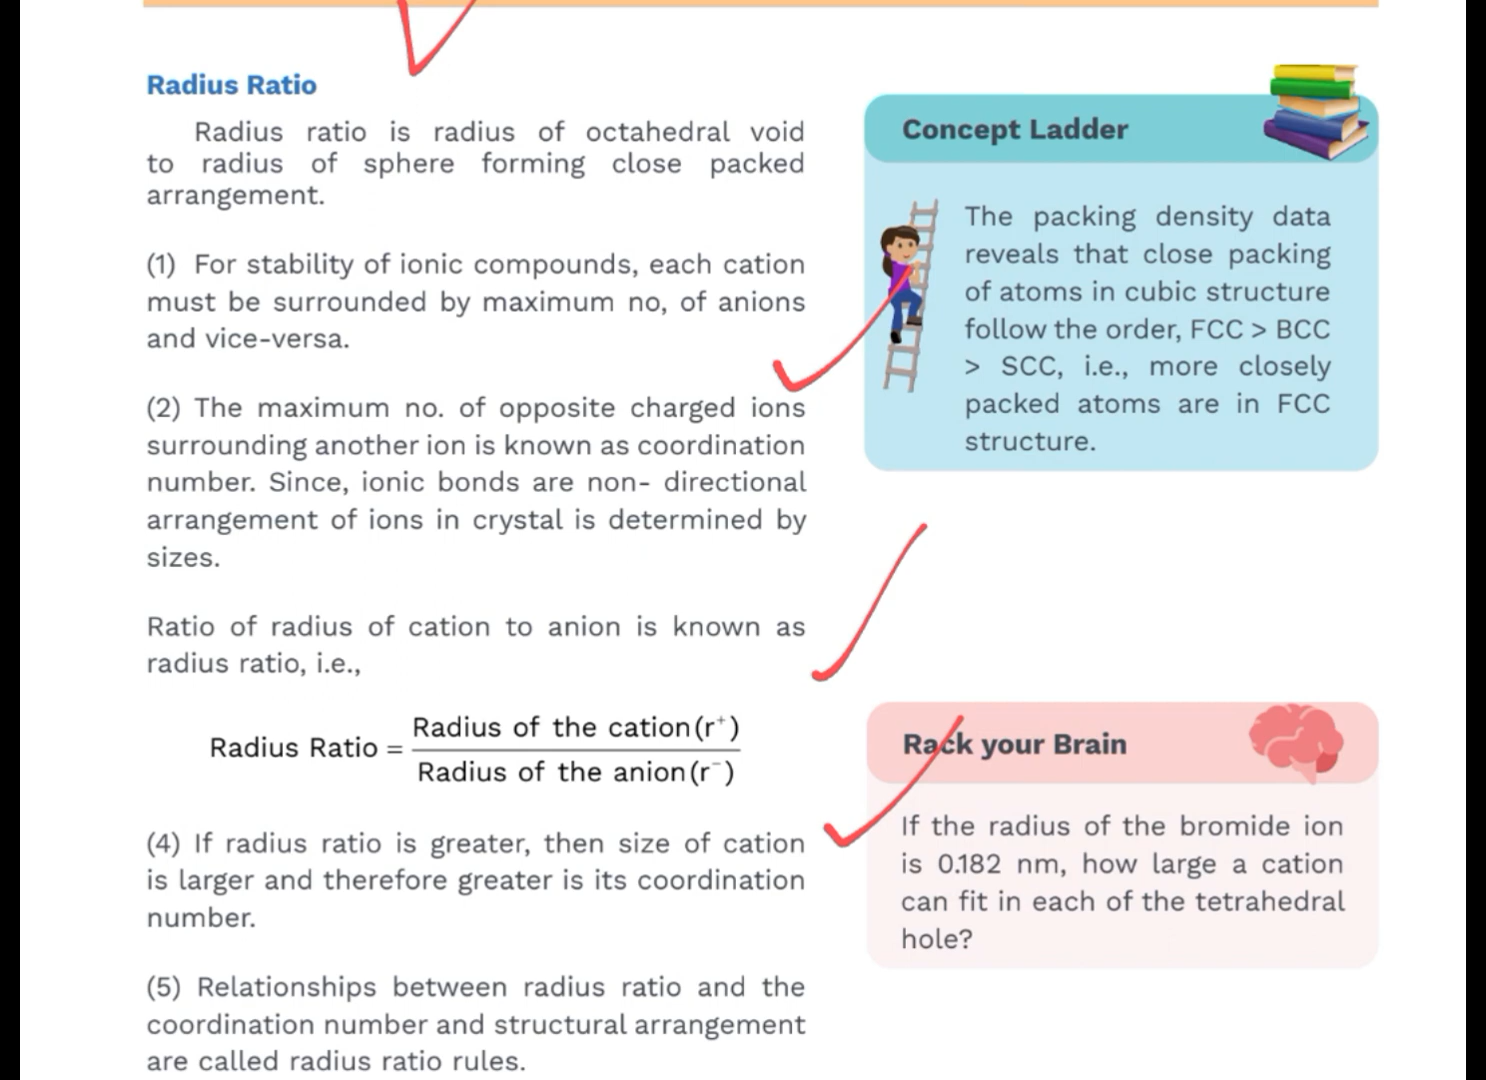 Radius Ratio
Radius ratio is radius of octahedral void
to radius of sphere forming close packed
arrangement.
(1) For stability of ionic compounds, each cation
must be surrounded by maximum no, of anions
and vice-versa.
(2) The maximum no. of opposite charged ions
surrounding another ion is known as coordination
number. Since, ionic bonds are non- directional
arrangement of ions in crystal is determined by
sizes.
Ratio of radius of cation to anion is known as
radius ratio, i.e.,
Radius Ratio = Radius of the cation(r⁺) / Radius of the anion(r⁻)
(4) If radius ratio is greater, then size of cation
is larger and therefore greater is its coordination
number.
(5) Relationships between radius ratio and the
coordination number and structural arrangement
are called radius ratio rules.
Concept Ladder
The packing density data
reveals that close packing
of atoms in cubic structure
follow the order, FCC > BCC
> SCC, i.e., more closely
packed atoms are in FCC
structure.
Rack your Brain
If the radius of the bromide ion
is 0.182 nm, how large a cation
can fit in each of the tetrahedral
hole?